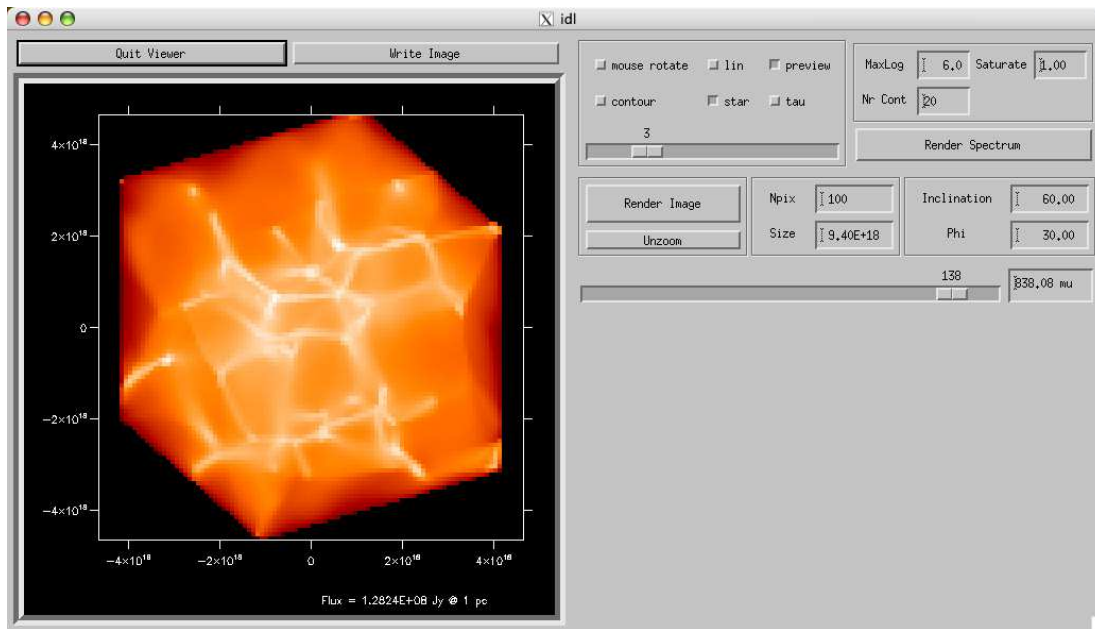 X idl
Quit Viewer
Write Image
mouse rotate
lin
preview
contour
star
tau
3
MaxLog 6.0 Saturate 1.00
Nr Cont 20
Render Spectrum
Render Image
Unzoom
Npix 100
Size 9.40E+18
Inclination 60.00
Phi 30.00
138
838.08 mu
4×10¹⁸
2×10¹⁸
0
−2×10¹⁸
−4×10¹⁸
−4×10¹⁸ −2×10¹⁸ 0 2×10¹⁸ 4×10¹⁸
Flux = 1.2824E+08 Jy @ 1 pc